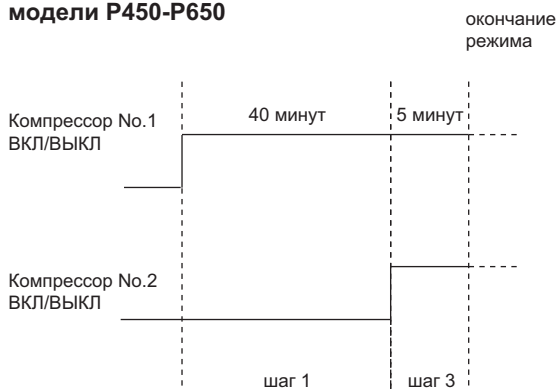 модели P450-P650
окончание
режима
Компрессор No.1
ВКЛ/ВЫКЛ
40 минут
5 минут
Компрессор No.2
ВКЛ/ВЫКЛ
шаг 1
шаг 3